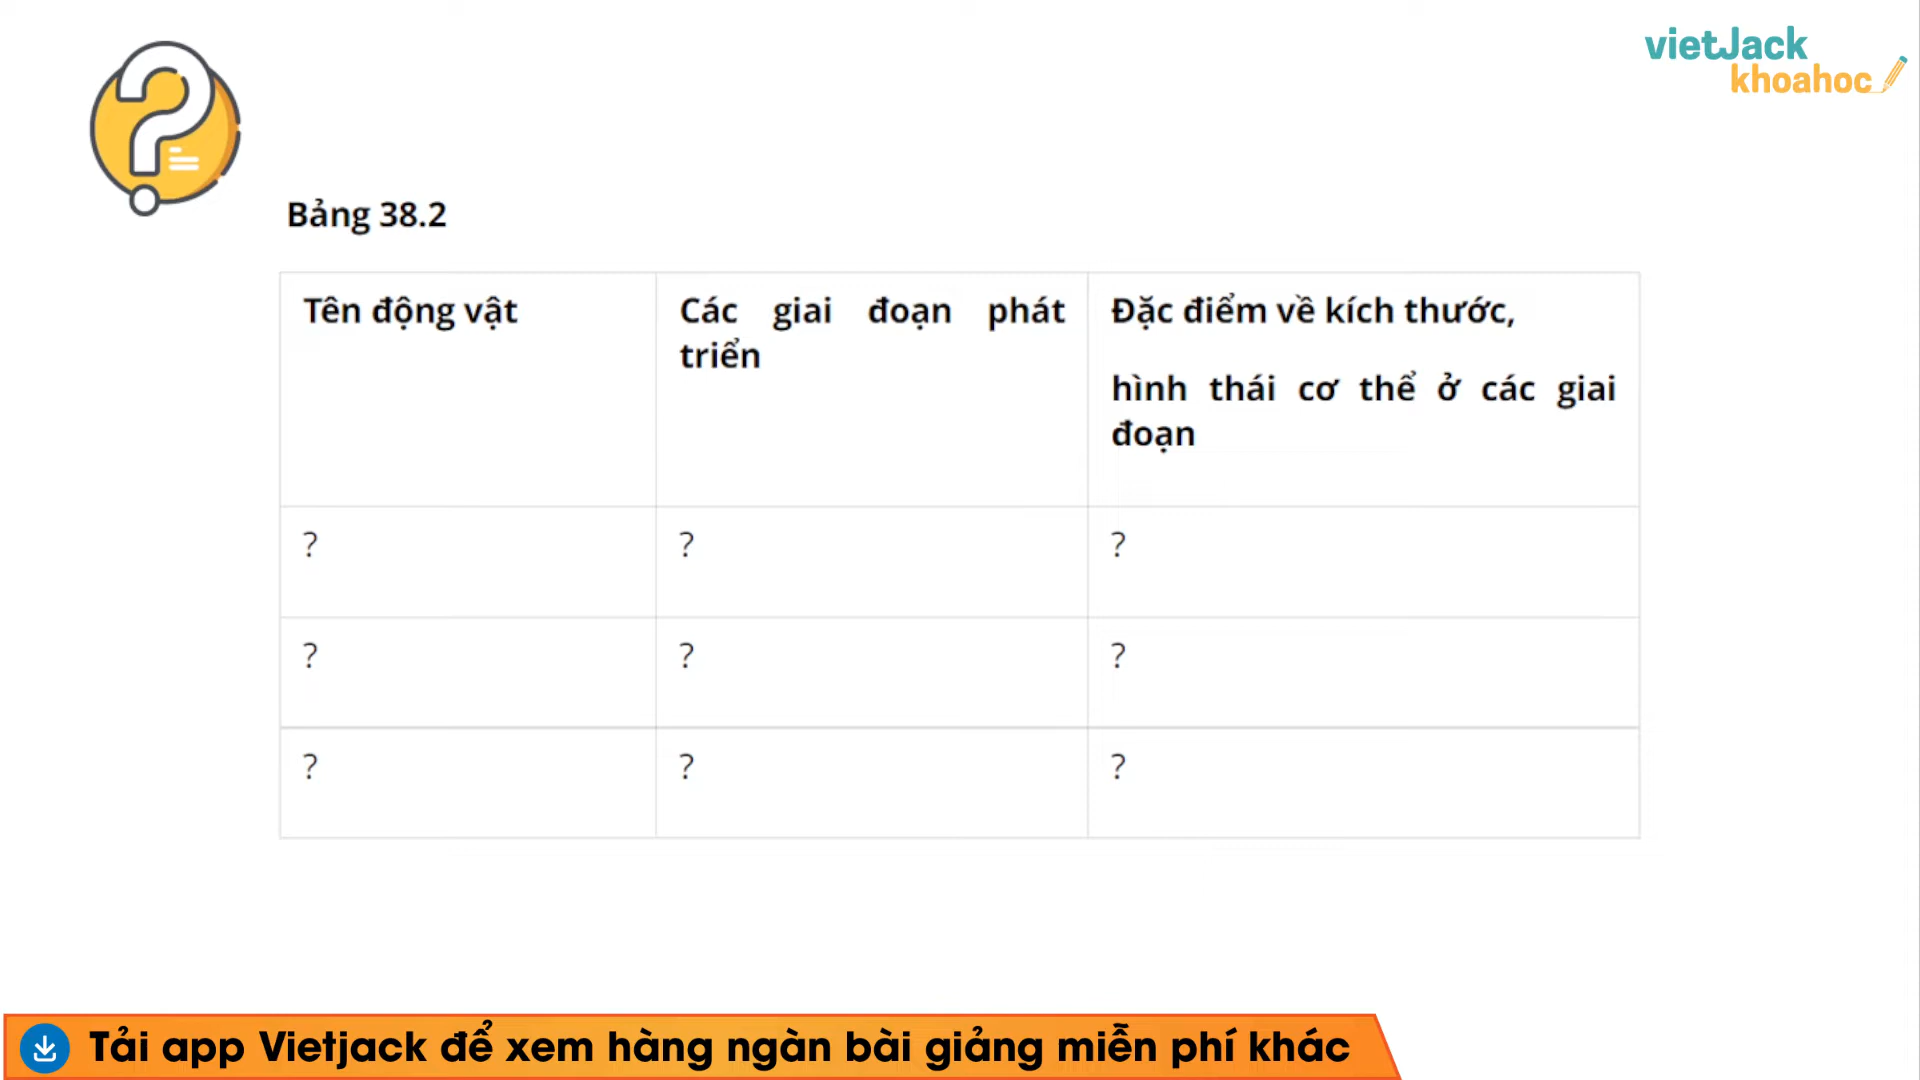 vietJack
khoahoc
Bảng 38.2
Tên động vật
Các giai đoạn phát
triển
Đặc điểm về kích thước,
hình thái cơ thể ở các giai
đoạn
? ? ?
? ? ?
? ? ?
Tải app Vietjack để xem hàng ngàn bài giảng miễn phí khác